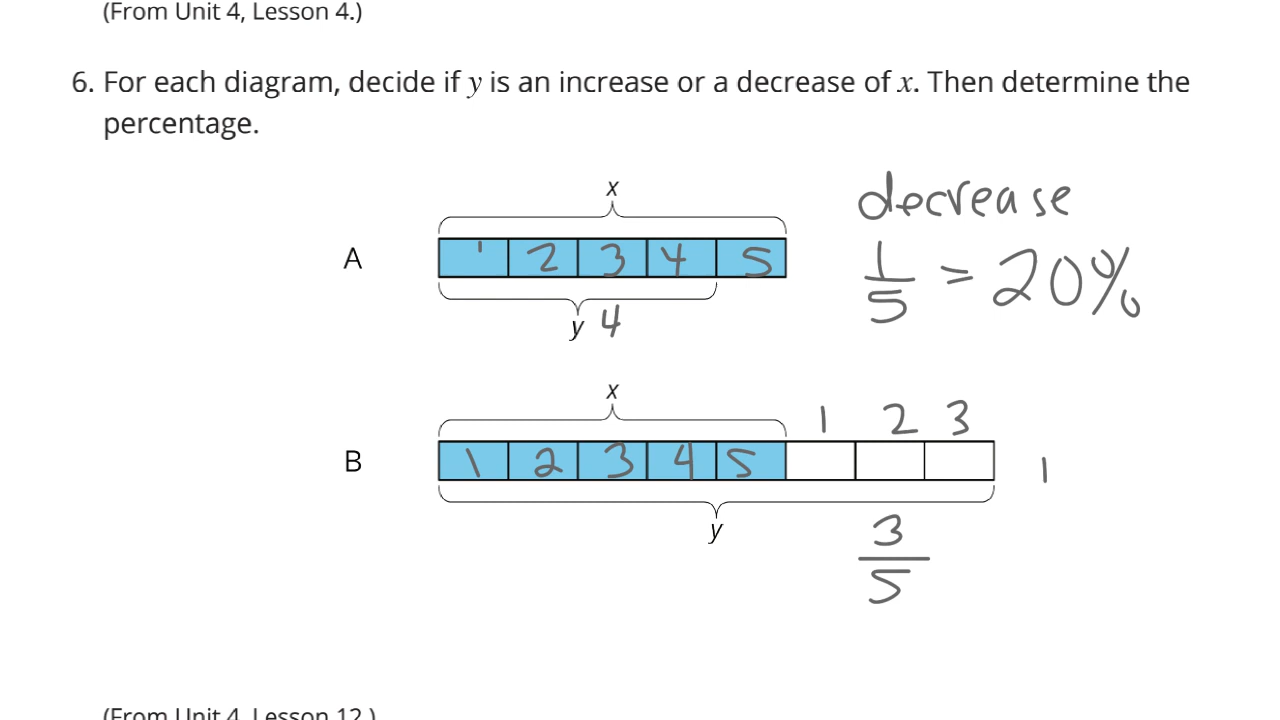 (From Unit 4, Lesson 4.)
6. For each diagram, decide if y is an increase or a decrease of x. Then determine the
percentage.
x
decrease
A
1 2 3 4 5
1/5 = 20%
y 4
x
1 2 3
B
1 2 3 4 5
1
y
3/5
(From Unit 4, Lesson 12.)